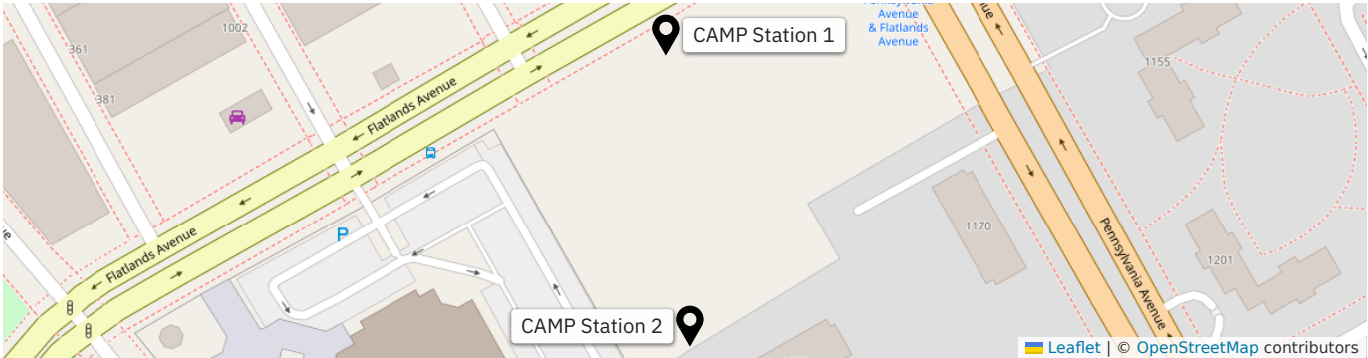 1002
361
381
Flatlands Avenue
Flatlands Avenue
CAMP Station 1
Avenue
& Flatlands
Avenue
1155
1170
Pennsylvania Avenue
1201
P
CAMP Station 2
Leaflet | © OpenStreetMap contributors